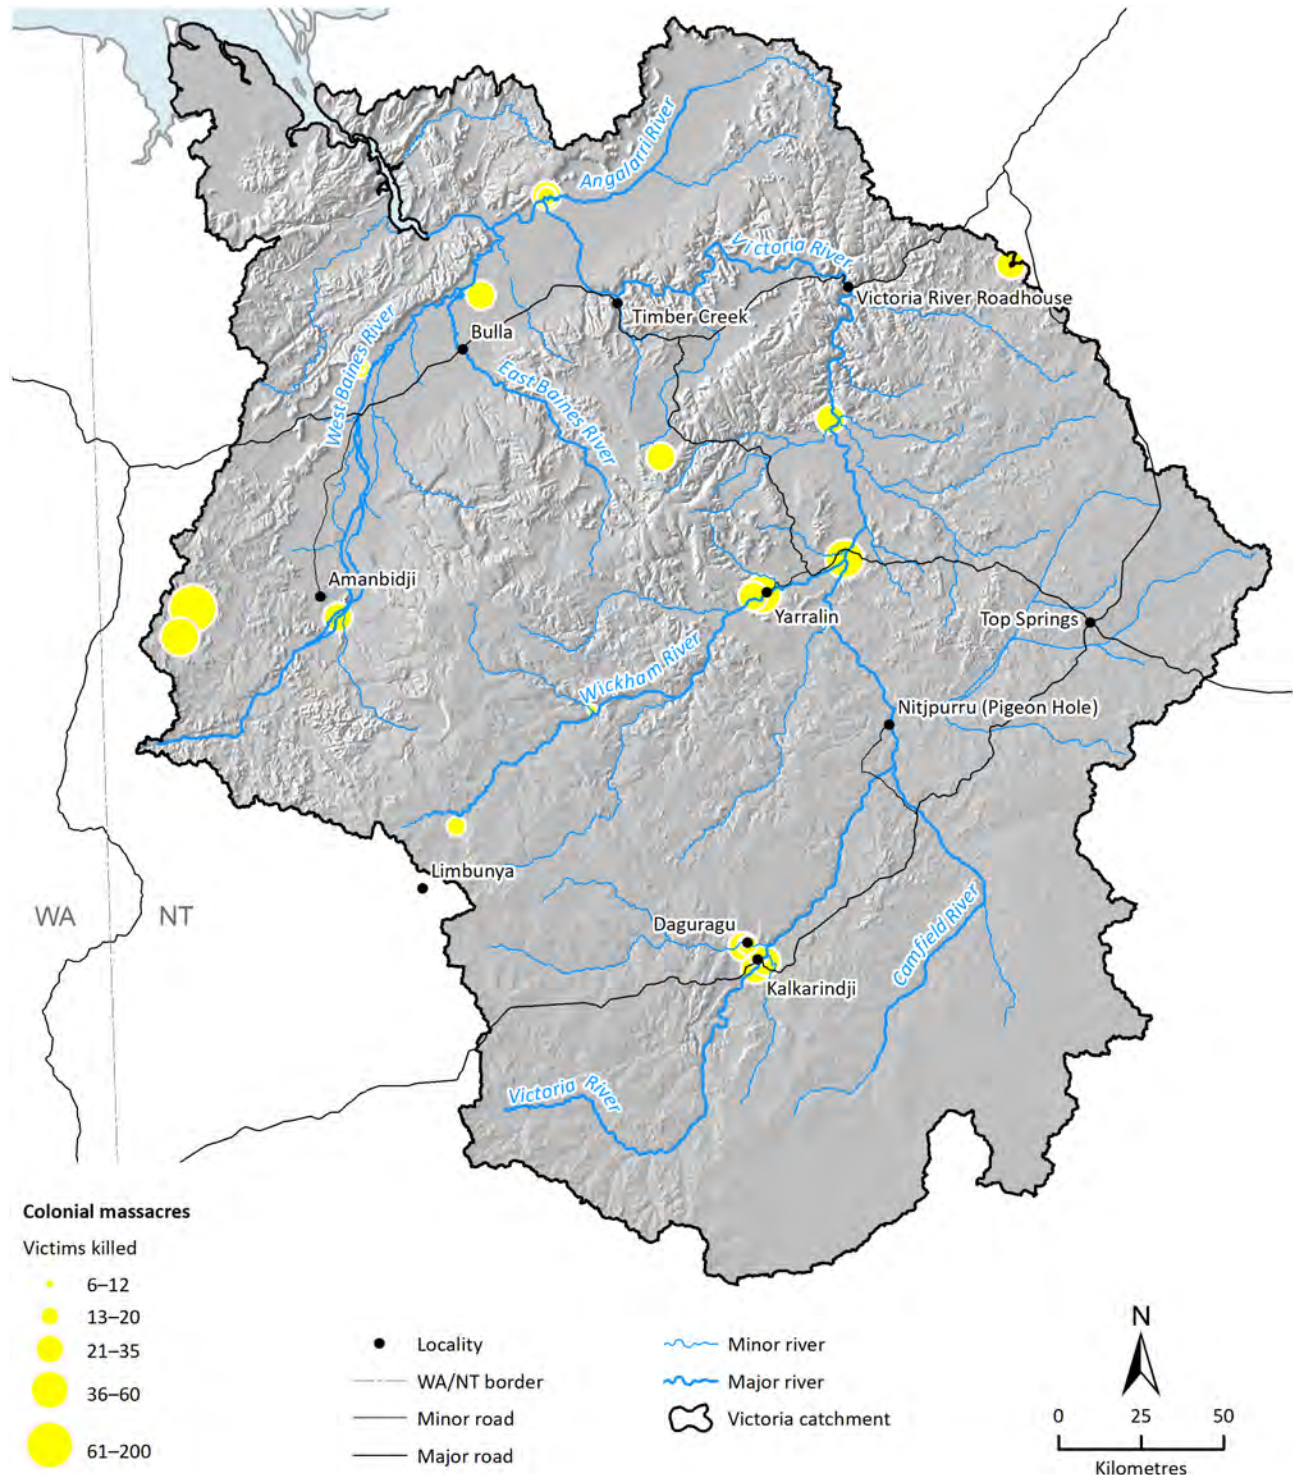 Angalarri River
Victoria River
Victoria River Roadhouse
Timber Creek
Bulla
West Baines River
East Baines River
Amanbidji
Yarralin
Top Springs
Wickham River
Nitjpurru (Pigeon Hole)
Limbunya
WA
NT
Daguragu
Camfield River
Kalkarindji
Victoria River
Colonial massacres
Victims killed
6–12
13–20
21–35
36–60
61–200
Locality
WA/NT border
Minor road
Major road
Minor river
Major river
Victoria catchment
N
0 25 50
Kilometres